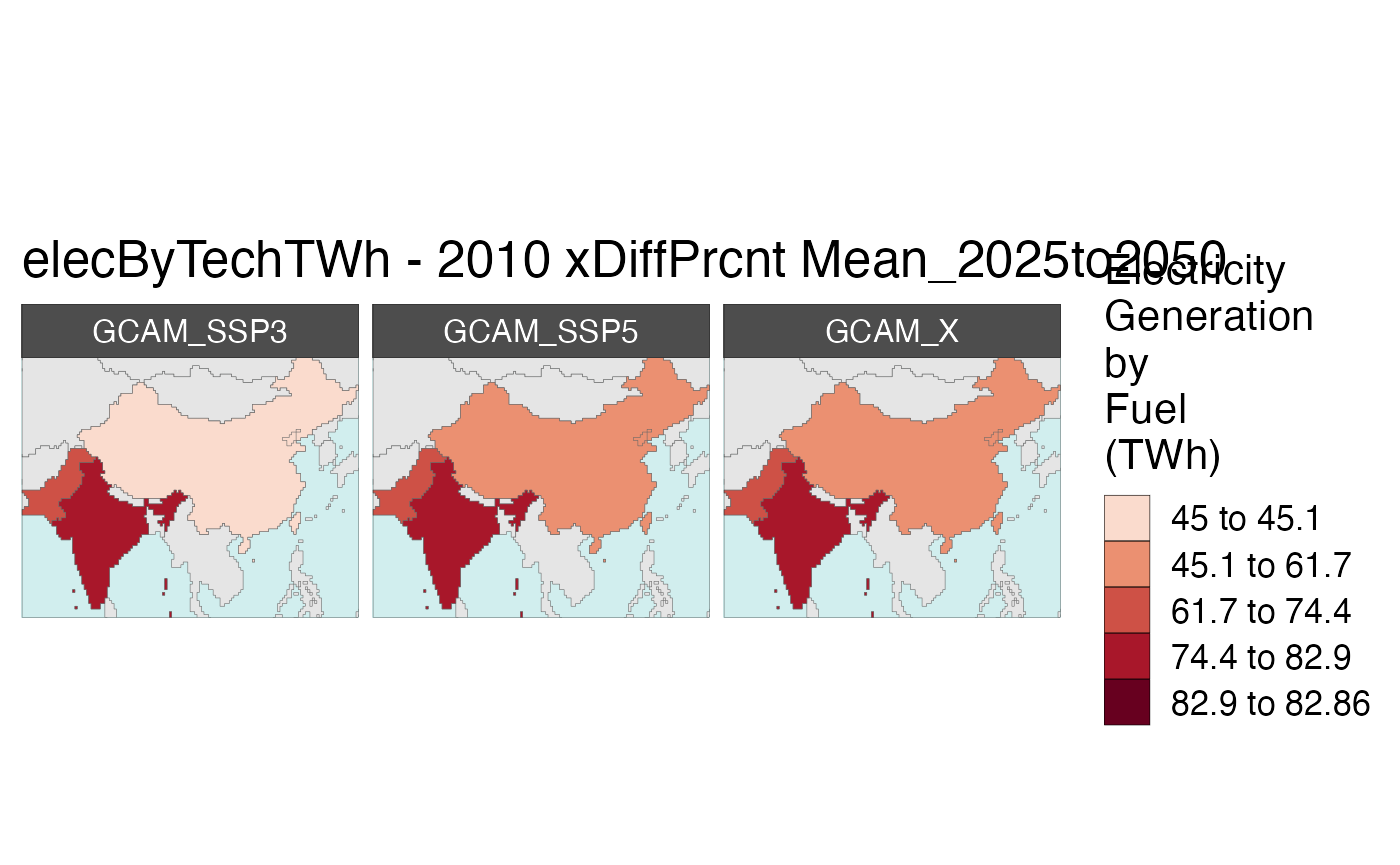 elecByTechTWh - 2010 xDiffPrcnt Mean_2025to2050
GCAM_SSP3
GCAM_SSP5
GCAM_X
Electricity
Generation
by
Fuel
(TWh)
45 to 45.1
45.1 to 61.7
61.7 to 74.4
74.4 to 82.9
82.9 to 82.86